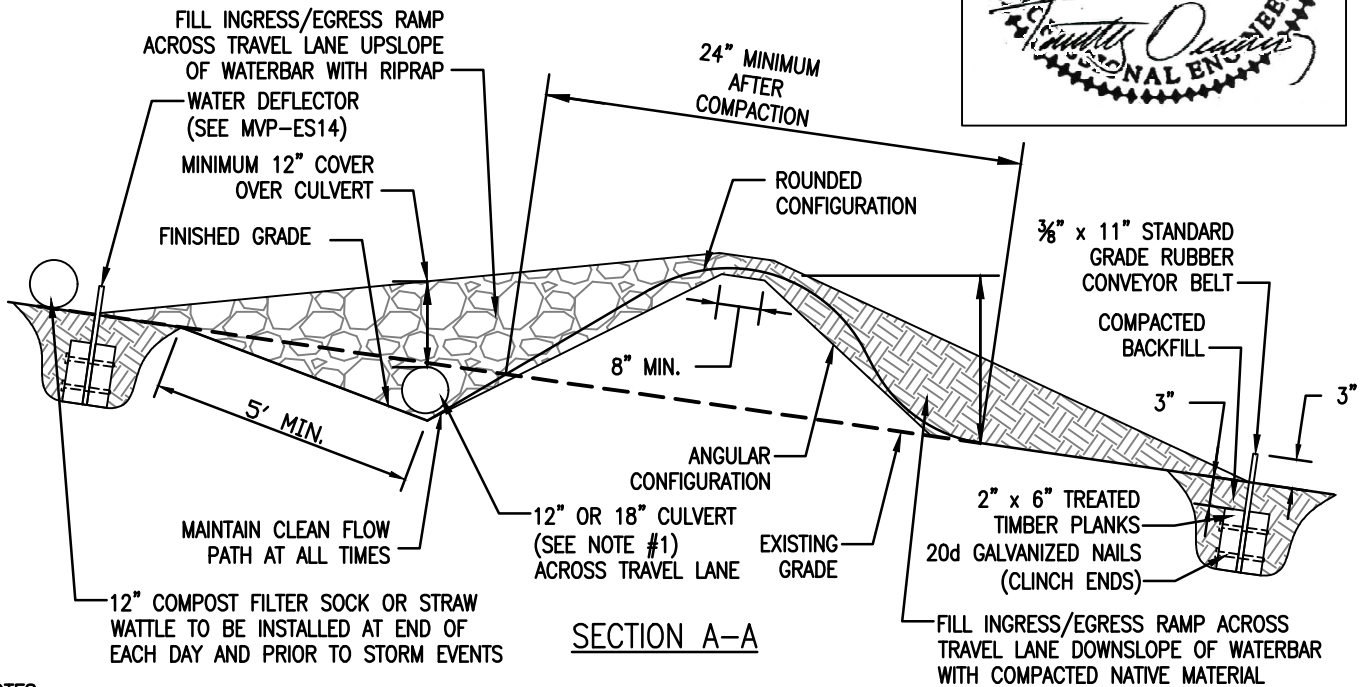 FILL INGRESS/EGRESS RAMP
ACROSS TRAVEL LANE UPSLOPE
OF WATERBAR WITH RIPRAP
WATER DEFLECTOR
(SEE MVP-ES14)
MINIMUM 12" COVER
OVER CULVERT
FINISHED GRADE
24" MINIMUM
AFTER
COMPACTION
ROUNDED
CONFIGURATION
⅜" x 11" STANDARD
GRADE RUBBER
CONVEYOR BELT
COMPACTED
BACKFILL
3"
3"
8" MIN.
5' MIN.
ANGULAR
CONFIGURATION
MAINTAIN CLEAN FLOW
PATH AT ALL TIMES
12" OR 18" CULVERT
(SEE NOTE #1)
ACROSS TRAVEL LANE
EXISTING
GRADE
2" x 6" TREATED
TIMBER PLANKS
20d GALVANIZED NAILS
(CLINCH ENDS)
12" COMPOST FILTER SOCK OR STRAW
WATTLE TO BE INSTALLED AT END OF
EACH DAY AND PRIOR TO STORM EVENTS
SECTION A-A
FILL INGRESS/EGRESS RAMP ACROSS
TRAVEL LANE DOWNSLOPE OF WATERBAR
WITH COMPACTED NATIVE MATERIAL